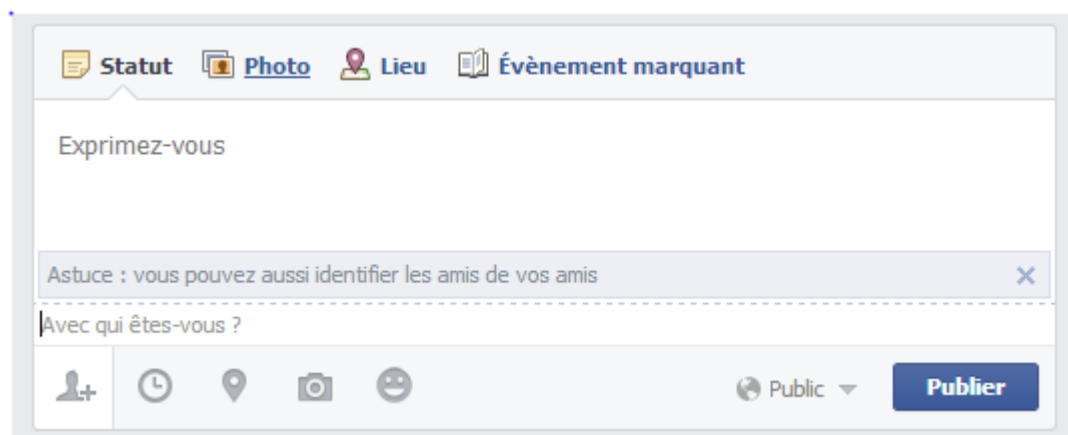 Statut Photo Lieu Évènement marquant
Exprimez-vous
Astuce : vous pouvez aussi identifier les amis de vos amis
Avec qui êtes-vous ?
Public Publier